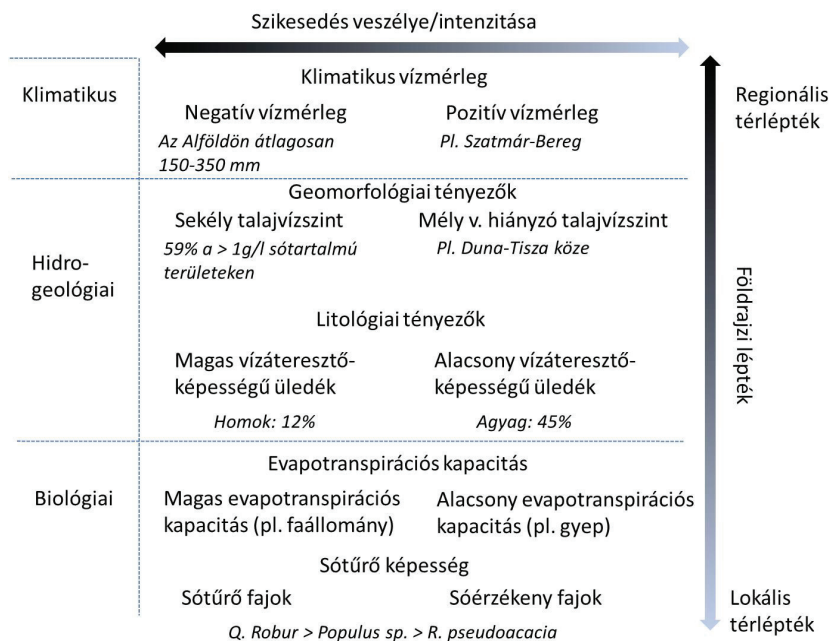 Szikesedés veszélye/intenzitása
Klimatikus
Klimatikus vízmérleg
Negatív vízmérleg
Pozitív vízmérleg
Az Alföldön átlagosan
150-350 mm
Pl. Szatmár-Bereg
Regionális
térlépték
Hidro-
geológiai
Geomorfológiai tényezők
Sekély talajvízszint
Mély v. hiányzó talajvízszint
59% a > 1g/l sótartalmú
területeken
Pl. Duna-Tisza köze
Litológiai tényezők
Magas vízáteresztő-
képességű üledék
Alacsony vízáteresztő-
képességű üledék
Homok: 12%
Agyag: 45%
Földrajzi lépték
Biológiai
Evapotranspirációs kapacitás
Magas evapotranspirációs
kapacitás (pl. faállomány)
Alacsony evapotranspirációs
kapacitás (pl. gyep)
Sótűrő képesség
Sótűrő fajok
Sóérzékeny fajok
Q. Robur > Populus sp. > R. pseudoacacia
Lokális
térlépték